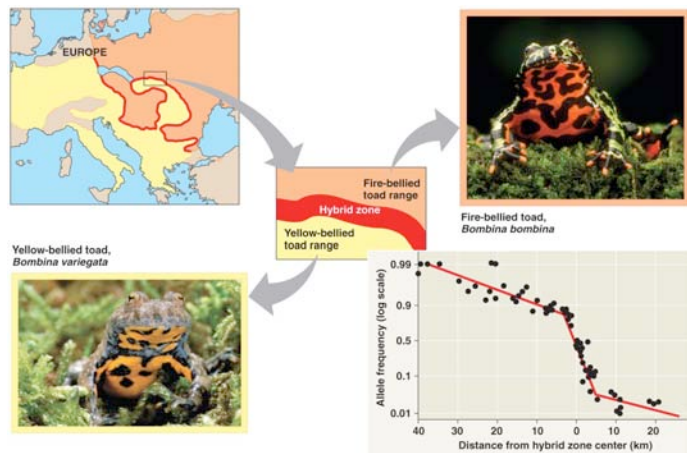 EUROPE
Fire-bellied
toad range
Hybrid zone
Yellow-bellied
toad range
Fire-bellied toad,
Bombina bombina
Yellow-bellied toad,
Bombina variegata
Allele frequency (log scale)
0.99
0.9
0.5
0.1
0.01
40
30
20
10
0
10
20
Distance from hybrid zone center (km)